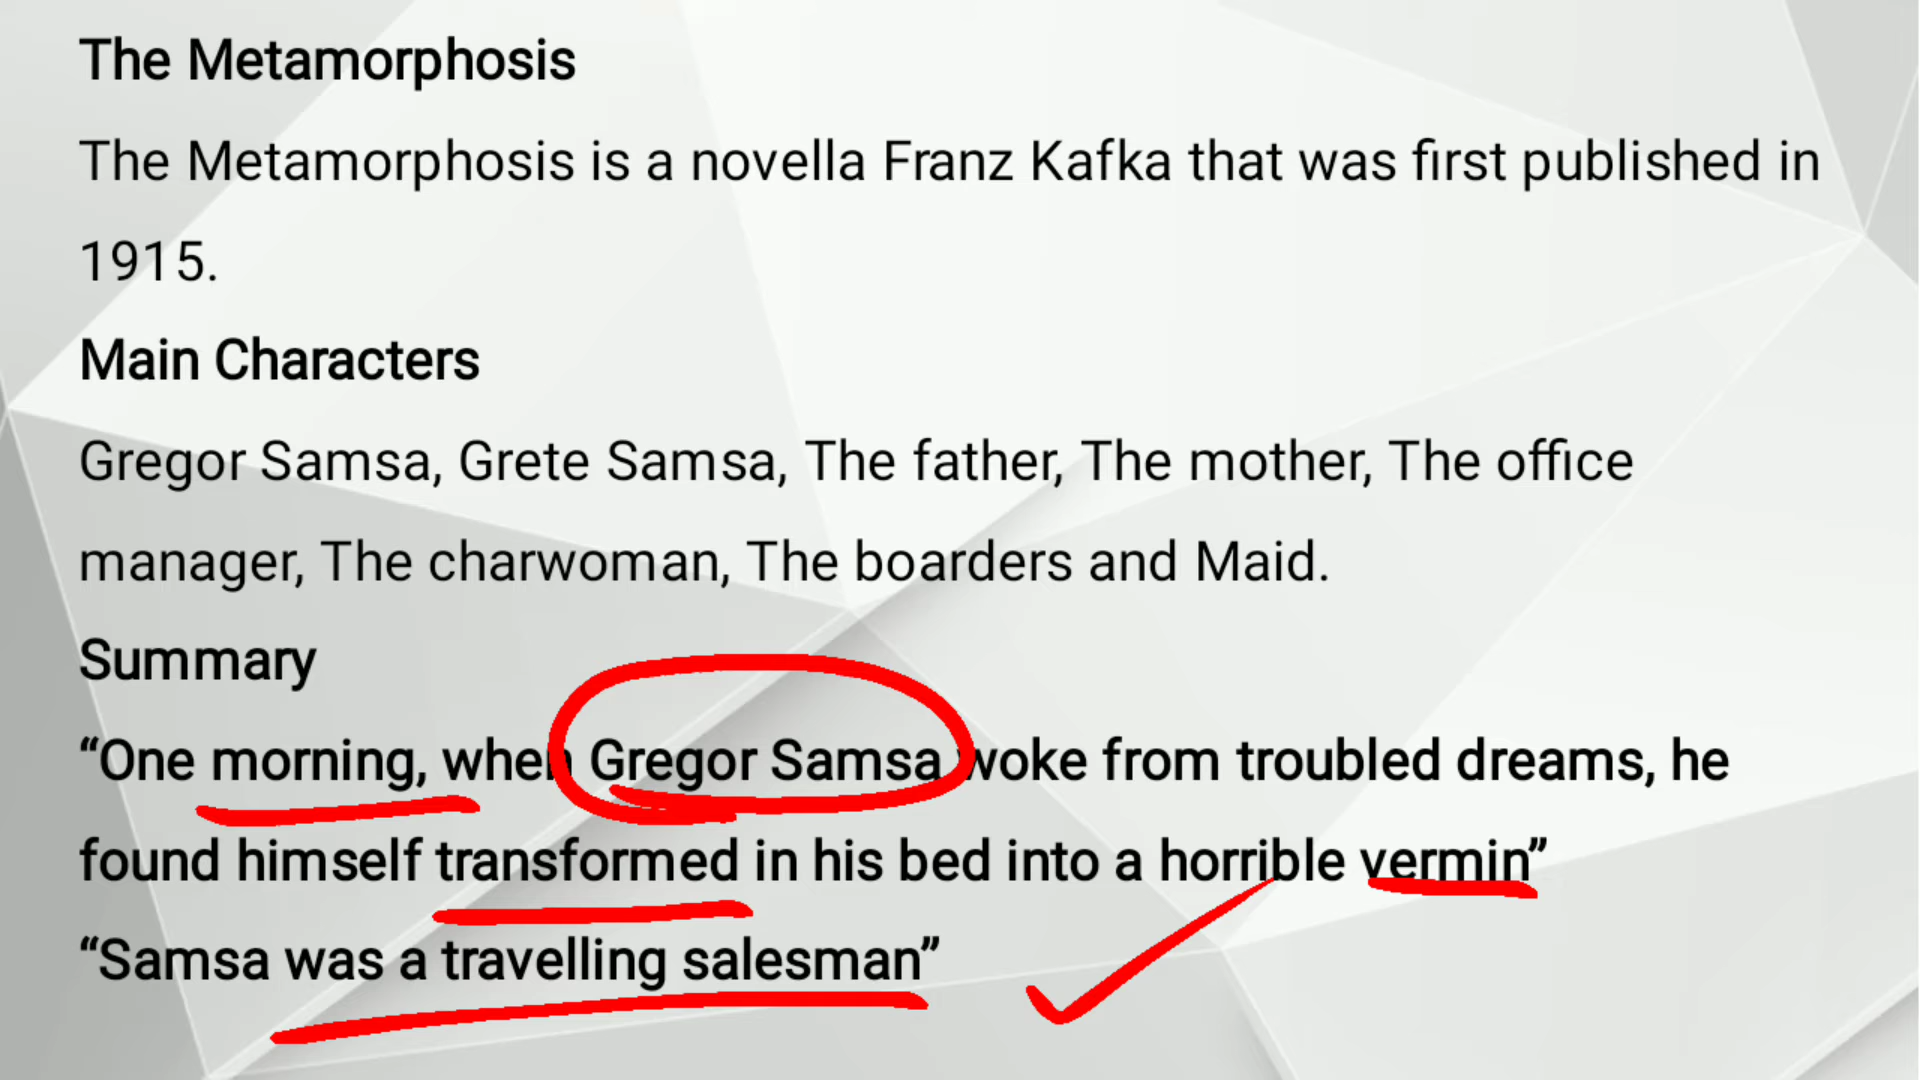 The Metamorphosis
The Metamorphosis is a novella Franz Kafka that was first published in
1915.
Main Characters
Gregor Samsa, Grete Samsa, The father, The mother, The office
manager, The charwoman, The boarders and Maid.
Summary
“One morning, when Gregor Samsa woke from troubled dreams, he
found himself transformed in his bed into a horrible vermin”
“Samsa was a travelling salesman”